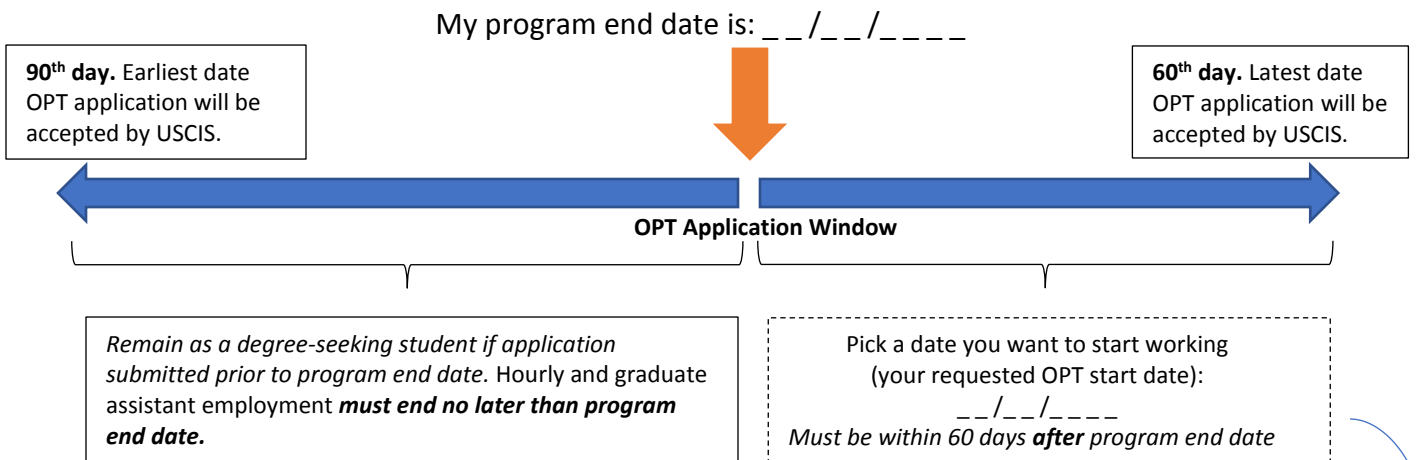 My program end date is: _ _ /_ _ /_ _ _ _
90th day. Earliest date
OPT application will be
accepted by USCIS.
60th day. Latest date
OPT application will be
accepted by USCIS.
OPT Application Window
Remain as a degree-seeking student if application
submitted prior to program end date. Hourly and graduate
assistant employment must end no later than program
end date.
Pick a date you want to start working
(your requested OPT start date):
_ _ /_ _ /_ _ _ _
Must be within 60 days after program end date